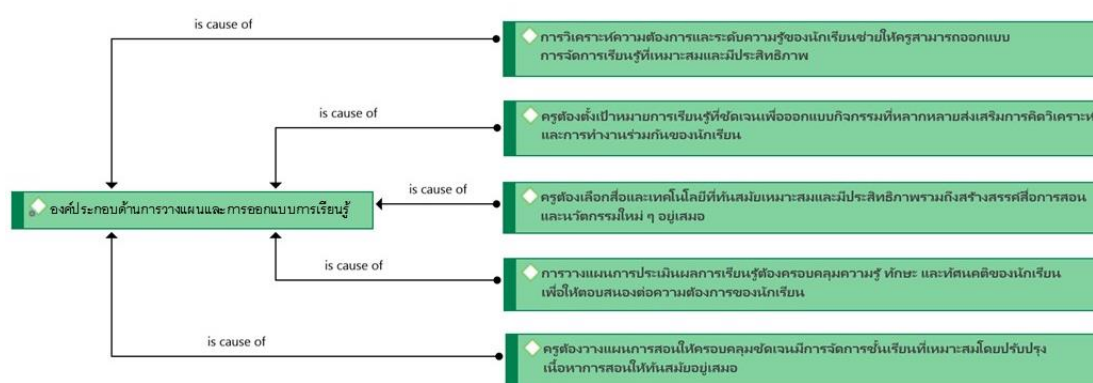 is cause of
การวิเคราะห์ความต้องการและระดับความรู้ของนักเรียนช่วยให้ครูสามารถออกแบบ
การจัดการเรียนรู้ที่เหมาะสมและมีประสิทธิภาพ
is cause of
ครูต้องตั้งเป้าหมายการเรียนรู้ที่ชัดเจนเพื่อออกแบบกิจกรรมที่หลากหลายส่งเสริมการคิดวิเคราะห์
และการทำงานร่วมกันของนักเรียน
is cause of
องค์ประกอบด้านการวางแผนและการออกแบบการเรียนรู้
ครูต้องเลือกสื่อและเทคโนโลยีที่ทันสมัยเหมาะสมและมีประสิทธิภาพรวมถึงสร้างสรรค์สื่อการสอน
และนวัตกรรมใหม่ ๆ อยู่เสมอ
is cause of
การวางแผนการประเมินผลการเรียนรู้ต้องครอบคลุมความรู้ ทักษะ และทัศนคติของนักเรียน
เพื่อให้ตอบสนองต่อความต้องการของนักเรียน
is cause of
ครูต้องวางแผนการสอนให้ครอบคลุมชัดเจนมีการจัดการชั้นเรียนที่เหมาะสมโดยปรับปรุง
เนื้อหาการสอนให้ทันสมัยอยู่เสมอ